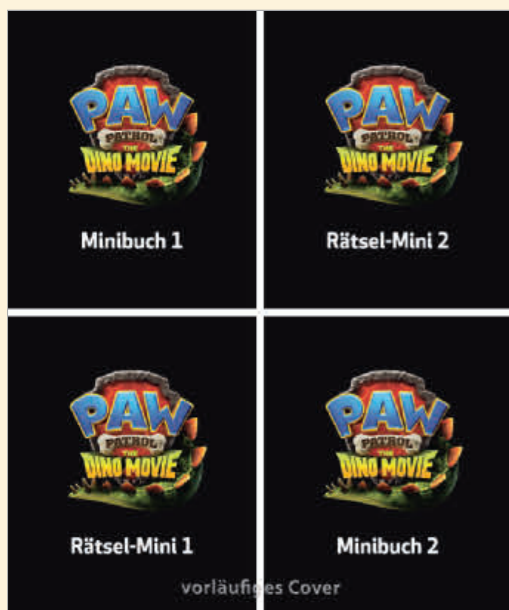 PAW
PATROL
THE
DINO MOVIE
Minibuch 1
PAW
PATROL
THE
DINO MOVIE
Rätsel-Mini 2
PAW
PATROL
THE
DINO MOVIE
Rätsel-Mini 1
PAW
PATROL
THE
DINO MOVIE
Minibuch 2
vorläufiges Cover